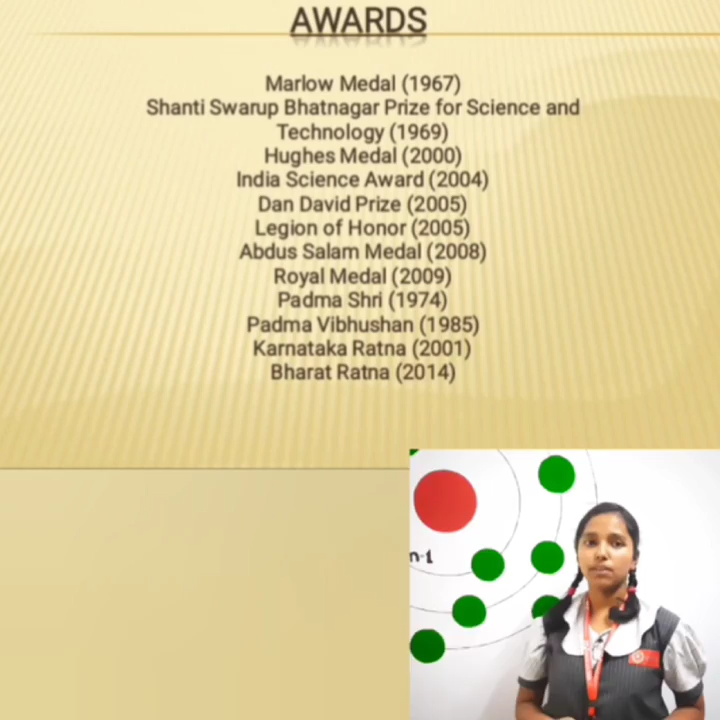 AWARDS
Marlow Medal (1967)
Shanti Swarup Bhatnagar Prize for Science and
Technology (1969)
Hughes Medal (2000)
India Science Award (2004)
Dan David Prize (2005)
Legion of Honor (2005)
Abdus Salam Medal (2008)
Royal Medal (2009)
Padma Shri (1974)
Padma Vibhushan (1985)
Karnataka Ratna (2001)
Bharat Ratna (2014)
n-1